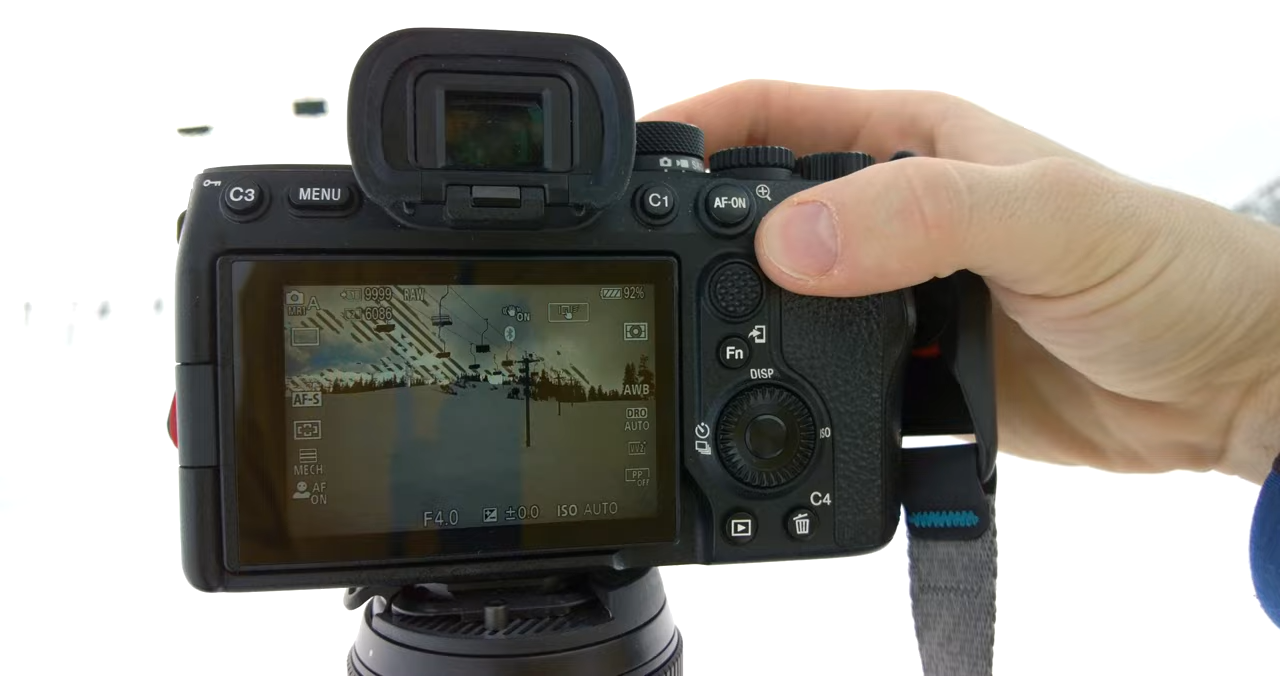 C3
MENU
C1
AF-ON
A
9999 RAW
92%
6086
ON
AF-S
AWB
DRO
AUTO
MECH
AF
ON
PP
OFF
F4.0
±0.0
ISO AUTO
Fn
DISP
ISO
C4